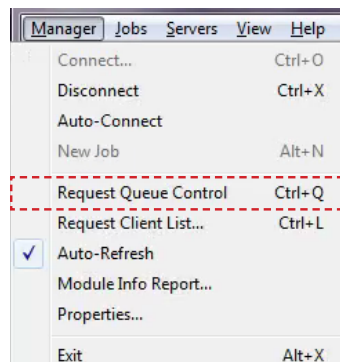 Manager Jobs Servers View Help
Connect... Ctrl+O
Disconnect Ctrl+X
Auto-Connect
New Job Alt+N
Request Queue Control Ctrl+Q
Request Client List... Ctrl+L
Auto-Refresh
Module Info Report...
Properties...
Exit Alt+X